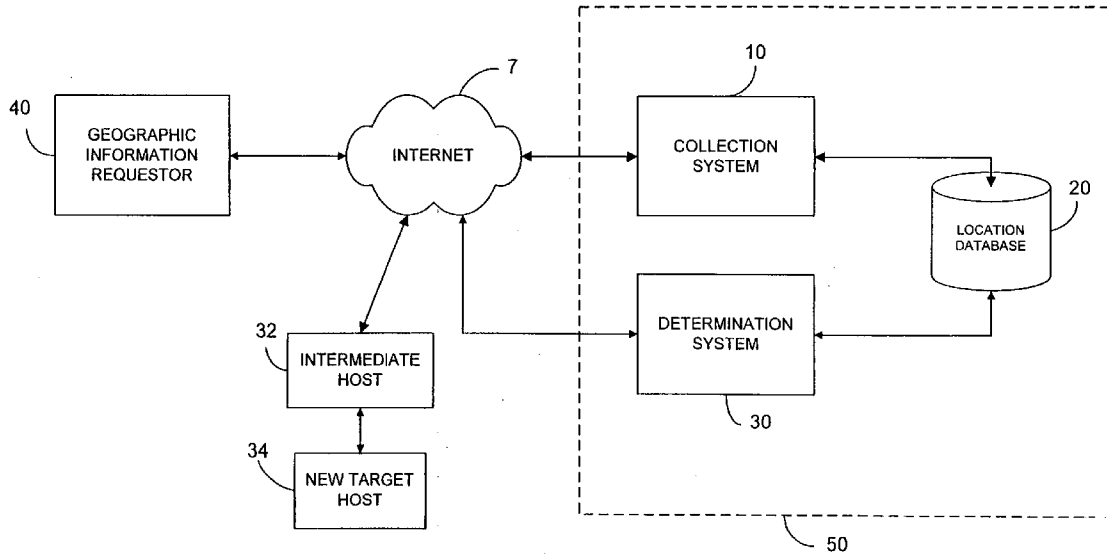 40
GEOGRAPHIC
INFORMATION
REQUESTOR
7
INTERNET
10
COLLECTION
SYSTEM
20
LOCATION
DATABASE
DETERMINATION
SYSTEM
30
32
INTERMEDIATE
HOST
34
NEW TARGET
HOST
50